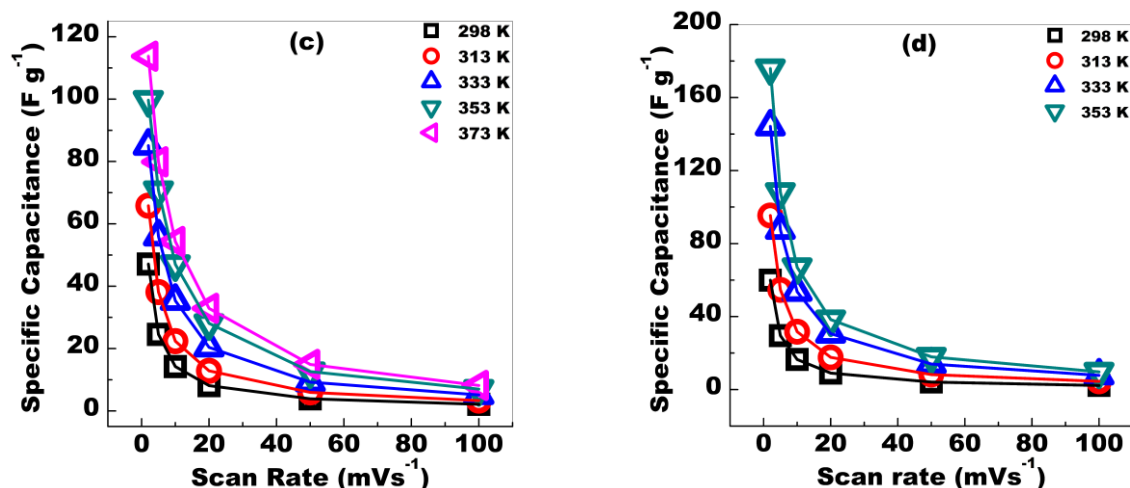 (c)
298 K
313 K
333 K
353 K
373 K
120
100
80
60
40
20
0
0 20 40 60 80 100
Scan Rate (mVs-1)
Specific Capacitance (F g-1)
(d)
298 K
313 K
333 K
353 K
200
160
120
80
40
0
0 20 40 60 80 100
Scan rate (mVs-1)
Specific Capacitance (F g-1)